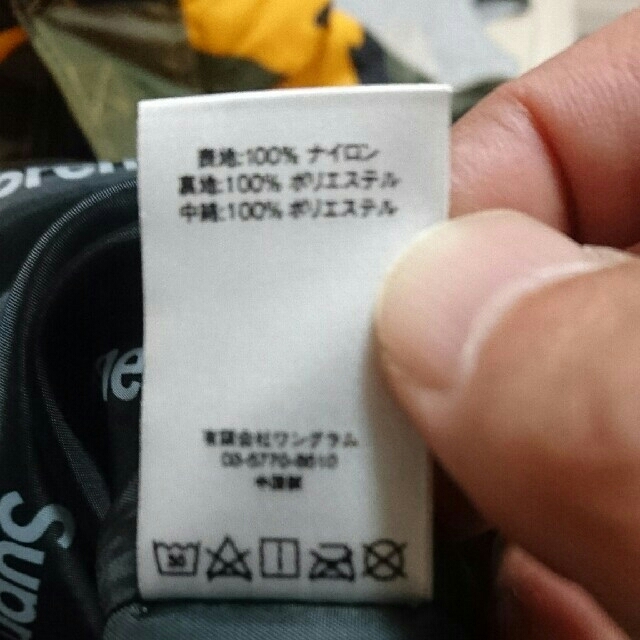 表地:100% ナイロン
裏地:100% ポリエステル
中綿:100% ポリエステル
有限会社ワングラム
03-5770-8610
中国製
30